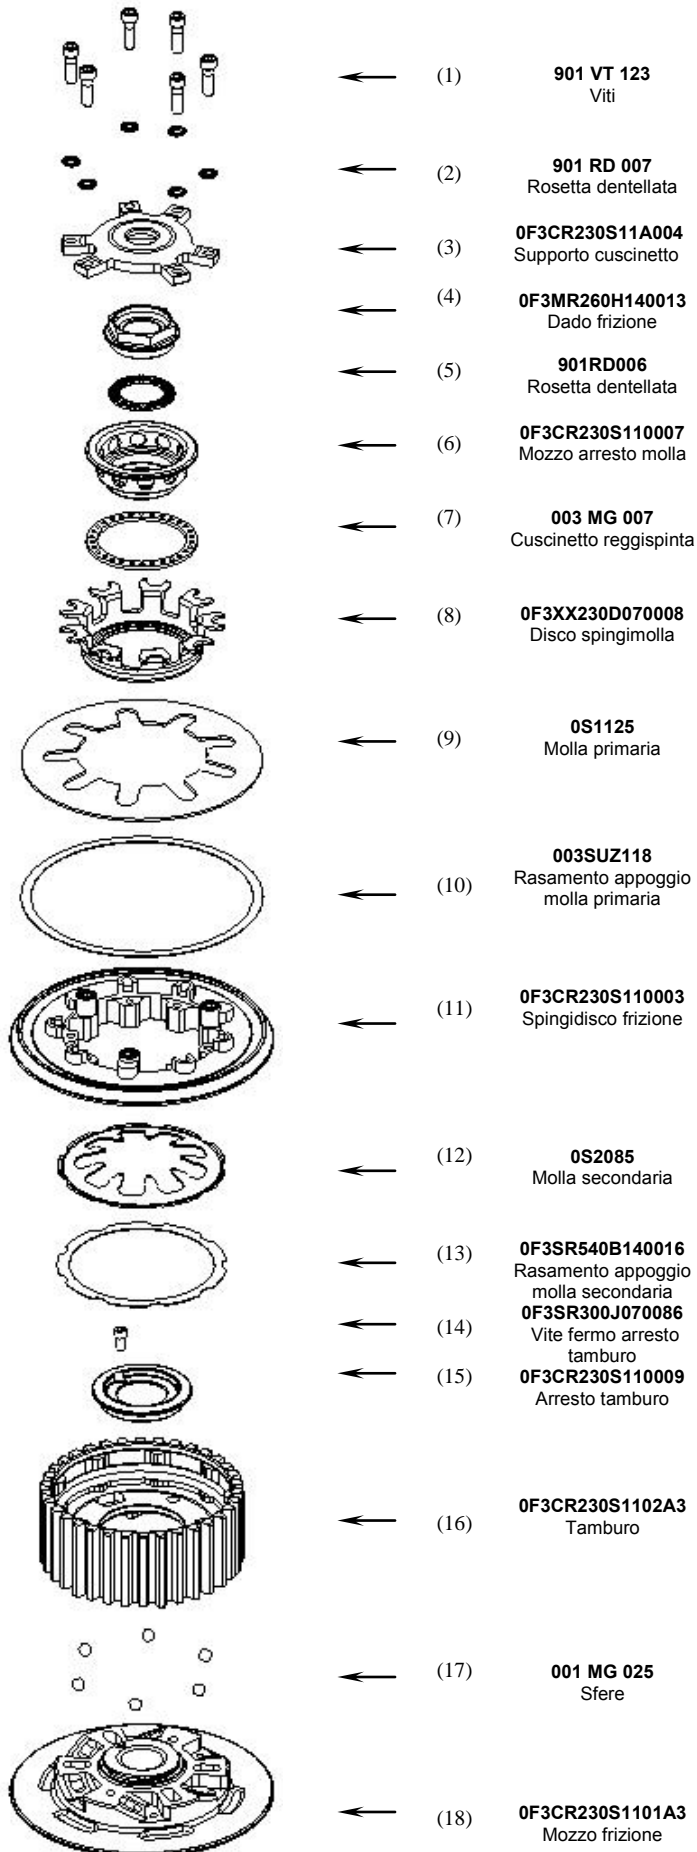 (1)
901 VT 123
Viti
(2)
901 RD 007
Rosetta dentellata
(3)
0F3CR230S11A004
Supporto cuscinetto
(4)
0F3MR260H140013
Dado frizione
(5)
901RD006
Rosetta dentellata
(6)
0F3CR230S110007
Mozzo arresto molla
(7)
003 MG 007
Cuscinetto reggispinta
(8)
0F3XX230D070008
Disco spingimolla
(9)
0S1125
Molla primaria
(10)
003SUZ118
Rasamento appoggio
molla primaria
(11)
0F3CR230S110003
Spingidisco frizione
(12)
0S2085
Molla secondaria
(13)
0F3SR540B140016
Rasamento appoggio
molla secondaria
(14)
0F3SR300J070086
Vite fermo arresto
tamburo
(15)
0F3CR230S110009
Arresto tamburo
(16)
0F3CR230S1102A3
Tamburo
(17)
001 MG 025
Sfere
(18)
0F3CR230S1101A3
Mozzo frizione